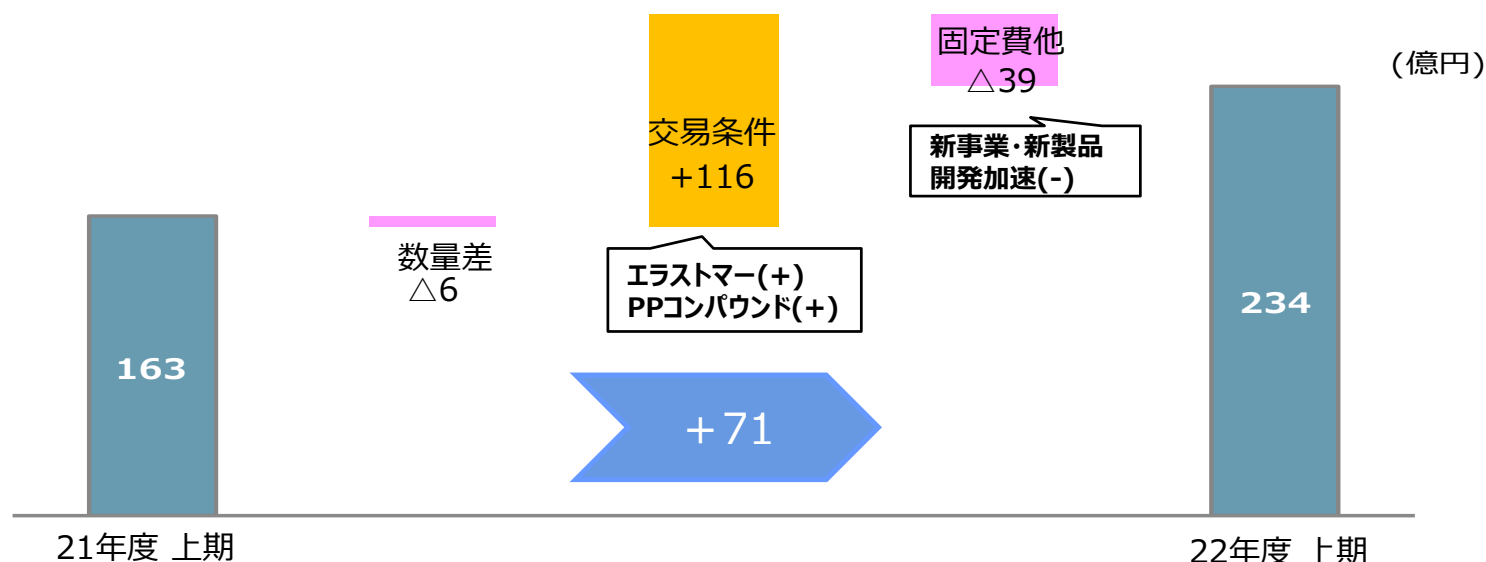 (億円)
固定費他
△39
新事業・新製品
開発加速(-)
交易条件
+116
エラストマー(+)
PPコンパウンド(+)
数量差
△6
163
234
+71
21年度 上期
22年度 上期